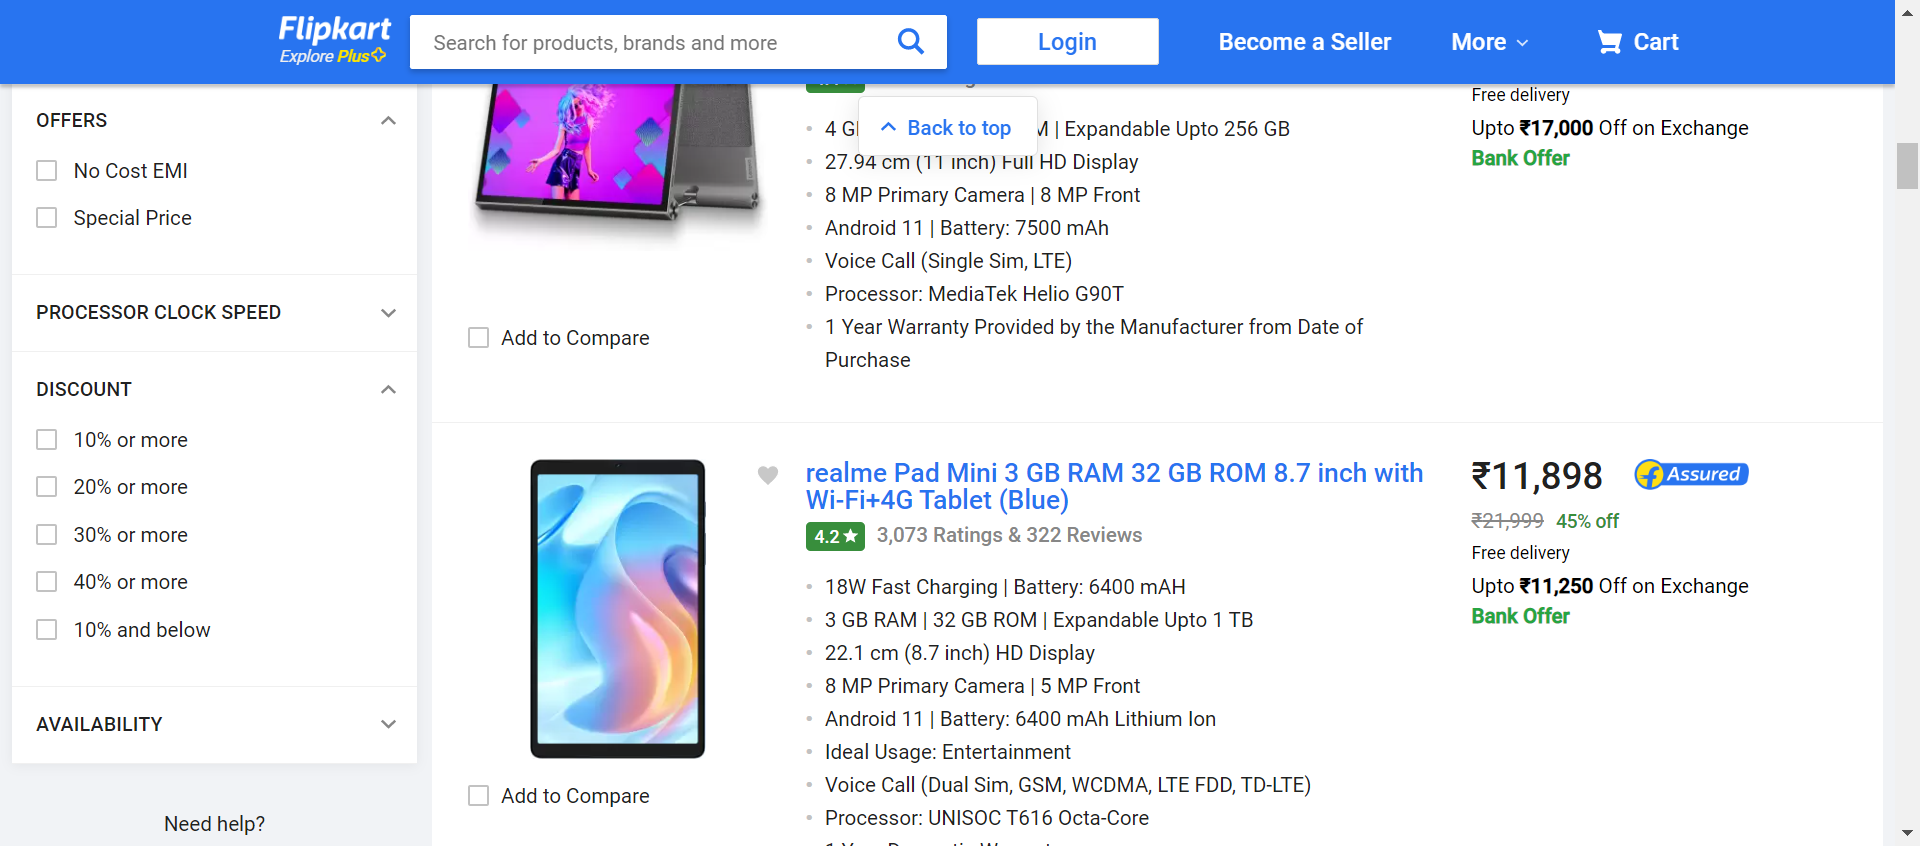 Flipkart
Explore Plus
Search for products, brands and more
Login
Become a Seller
More
Cart
OFFERS
No Cost EMI
Special Price
PROCESSOR CLOCK SPEED
DISCOUNT
10% or more
20% or more
30% or more
40% or more
10% and below
AVAILABILITY
Need help?
Back to top
4 | Expandable Upto 256 GB
27.94 cm (11 inch) Full HD Display
8 MP Primary Camera | 8 MP Front
Android 11 | Battery: 7500 mAh
Voice Call (Single Sim, LTE)
Processor: MediaTek Helio G90T
1 Year Warranty Provided by the Manufacturer from Date of
Purchase
Add to Compare
Free delivery
Upto ₹17,000 Off on Exchange
Bank Offer
realme Pad Mini 3 GB RAM 32 GB ROM 8.7 inch with
Wi-Fi+4G Tablet (Blue)
4.2★ 3,073 Ratings & 322 Reviews
18W Fast Charging | Battery: 6400 mAH
3 GB RAM | 32 GB ROM | Expandable Upto 1 TB
22.1 cm (8.7 inch) HD Display
8 MP Primary Camera | 5 MP Front
Android 11 | Battery: 6400 mAh Lithium Ion
Ideal Usage: Entertainment
Voice Call (Dual Sim, GSM, WCDMA, LTE FDD, TD-LTE)
Processor: UNISOC T616 Octa-Core
Add to Compare
₹11,898 Assured
₹21,999 45% off
Free delivery
Upto ₹11,250 Off on Exchange
Bank Offer